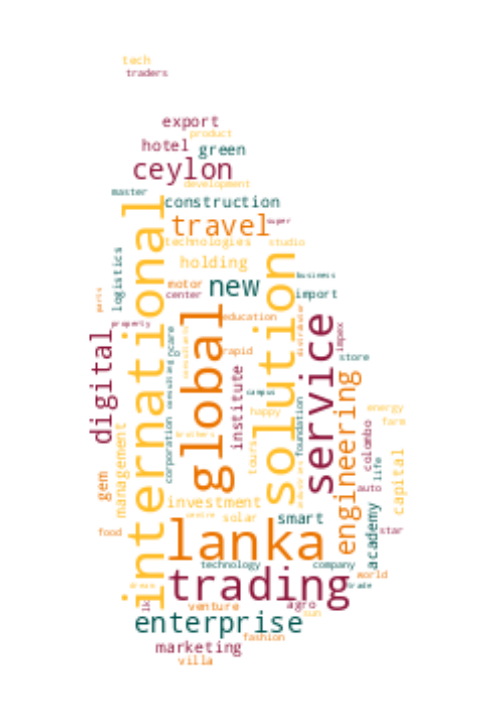 tech
traders
export
product
hotel
green
ceylon
development
master
construction
international
travel
super
technologies
studio
solution
holding
logistics
business
motor
new
center
import
parts
property
global
education
distributor
service
impex
digital
care
rapid
store
institute
campus
engineering
consulting
corporation
happy
foundation
energy
farm
colombo
brothers
tours
management
gem
life
capital
auto
investment
solar
smart
academy
food
lanka
star
technology
company
world
trading
trade
lk
venture
agro
sun
enterprise
fashion
marketing
villa